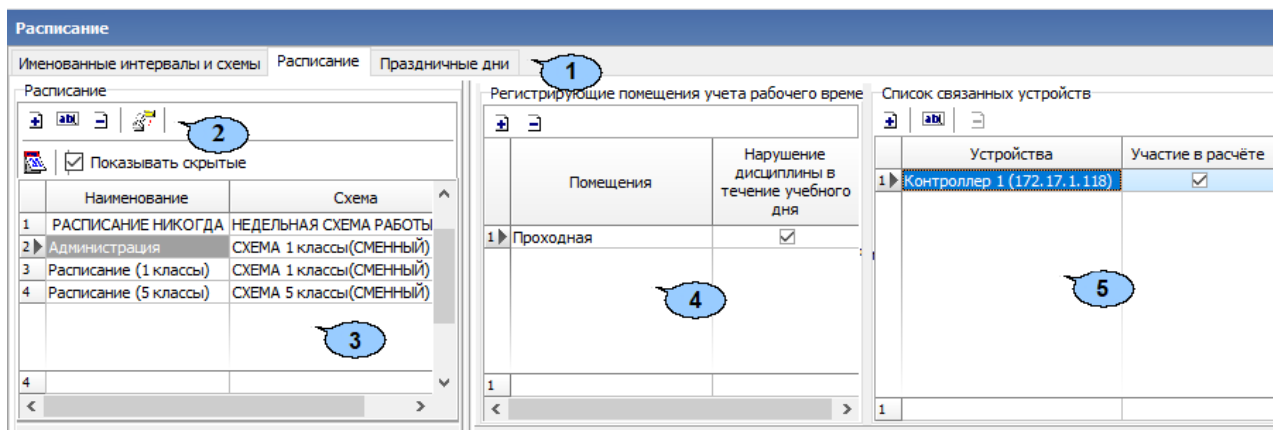 Расписание
Именованные интервалы и схемы Расписание Праздничные дни
1
Расписание
2
Показывать скрытые
Наименование Схема
1 РАСПИСАНИЕ НИКОГДА НЕДЕЛЬНАЯ СХЕМА РАБОТЫ
2 Администрация СХЕМА 1 классы(СМЕННЫЙ)
3 Расписание (1 классы) СХЕМА 1 классы(СМЕННЫЙ)
4 Расписание (5 классы) СХЕМА 5 классы(СМЕННЫЙ)
3
4
Регистрирующие помещения учета рабочего време
Помещения Нарушение
дисциплины в
течение учебного
дня
1 Проходная
4
1
Список связанных устройств
abl
Устройства Участие в расчёте
1 Контроллер 1 (172.17.1.118)
5
1